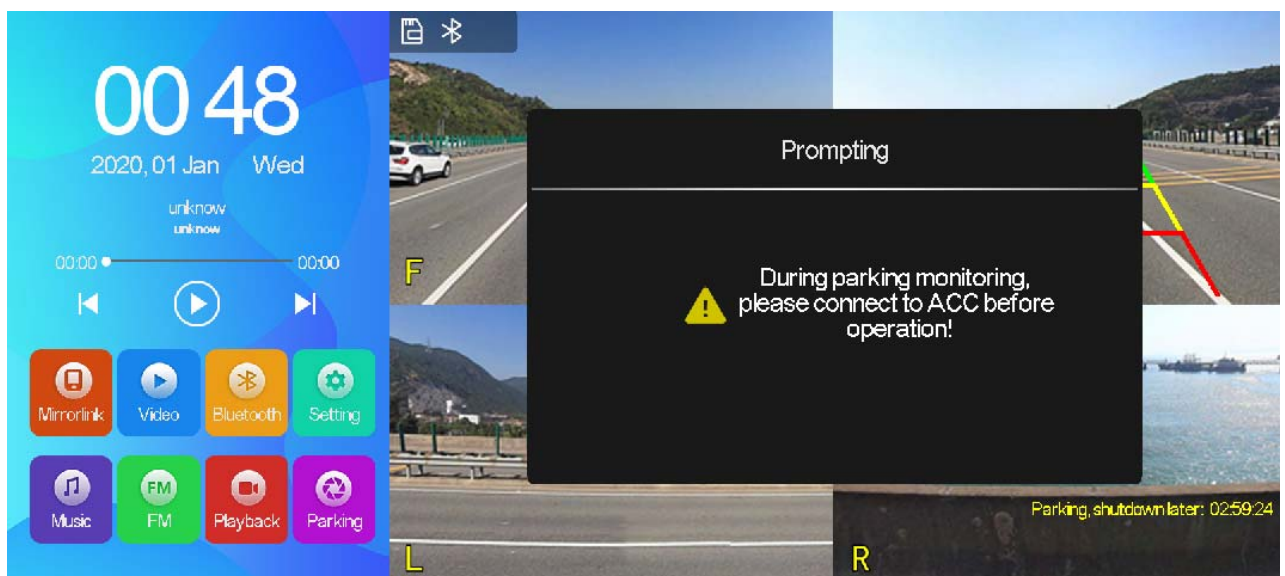 00 48
2020, 01 Jan Wed
unknow
unknow
00:00 00:00
Mirrorlink Video Bluetooth Setting
Music FM Playback Parking
F
Prompting
During parking monitoring,
please connect to ACC before
operation!
Parking, shutdown later: 02:59:24
L
R